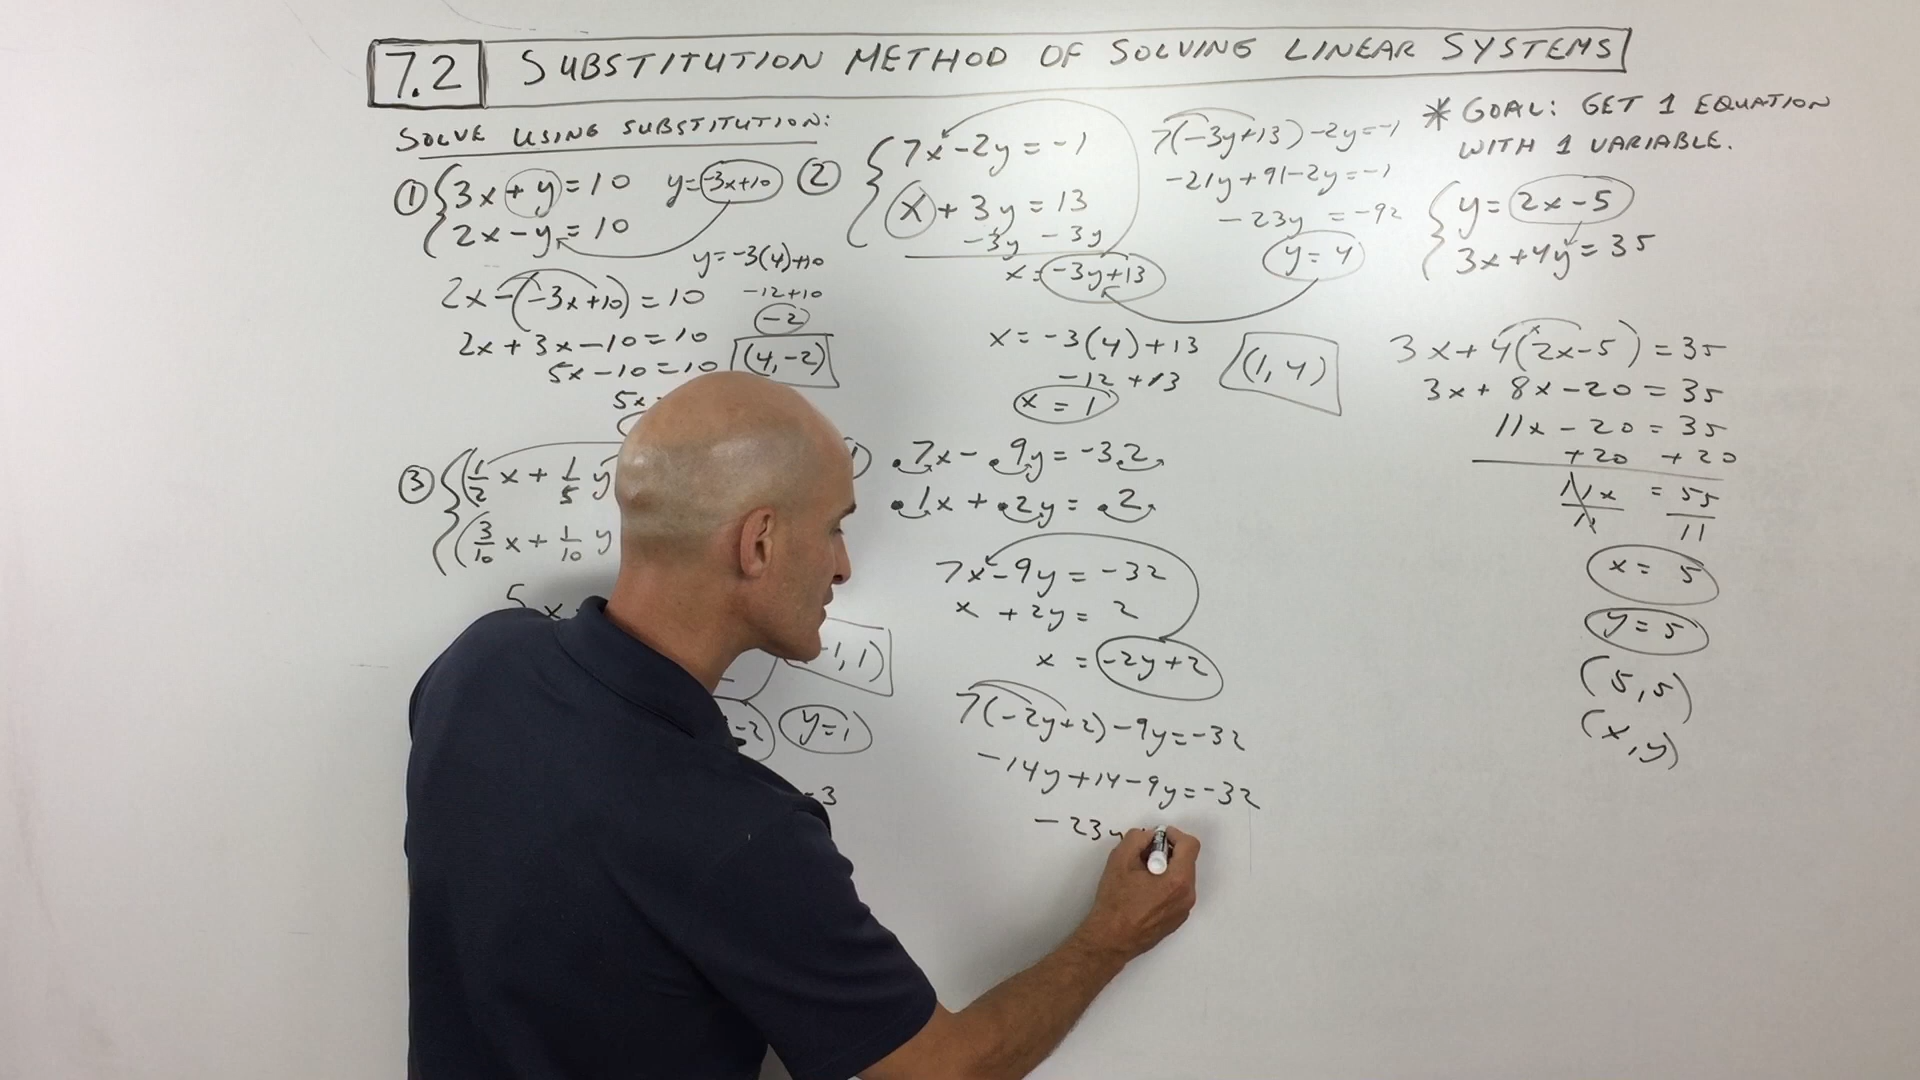 7.2 SUBSTITUTION METHOD OF SOLVING LINEAR SYSTEMS
SOLVE USING SUBSTITUTION:
① 3x + y = 10 y = -3x+10
2x - y = 10
y = -3(4)+10
2x - (-3x+10) = 10
-12+10
-2
2x + 3x - 10 = 10
5x - 10 = 10
(4,-2)
5x
③ 1/2 x + 1/5 y
3/10 x + 1/10 y
5 x
-1, 1)
-2
y = 1
3
② 7x - 2y = -1
x + 3y = 13
-3y -3y
x = -3y+13
7(-3y+13) - 2y = -1
-21y + 91 - 2y = -1
-23y = -92
y = 4
x = -3(4) + 13
-12 + 13
x = 1
(1, 4)
.7x - .9y = -3.2
.1x + .2y = .2
7x - 9y = -32
x + 2y = 2
x = -2y+2
7(-2y+2) - 9y = -32
-14y + 14 - 9y = -32
-23y
* GOAL: GET 1 EQUATION
WITH 1 VARIABLE.
y = 2x - 5
3x + 4y = 35
3x + 4(2x-5) = 35
3x + 8x - 20 = 35
11x - 20 = 35
+20 +20
11x = 55
11 11
x = 5
y = 5
(5,5)
(x,y)